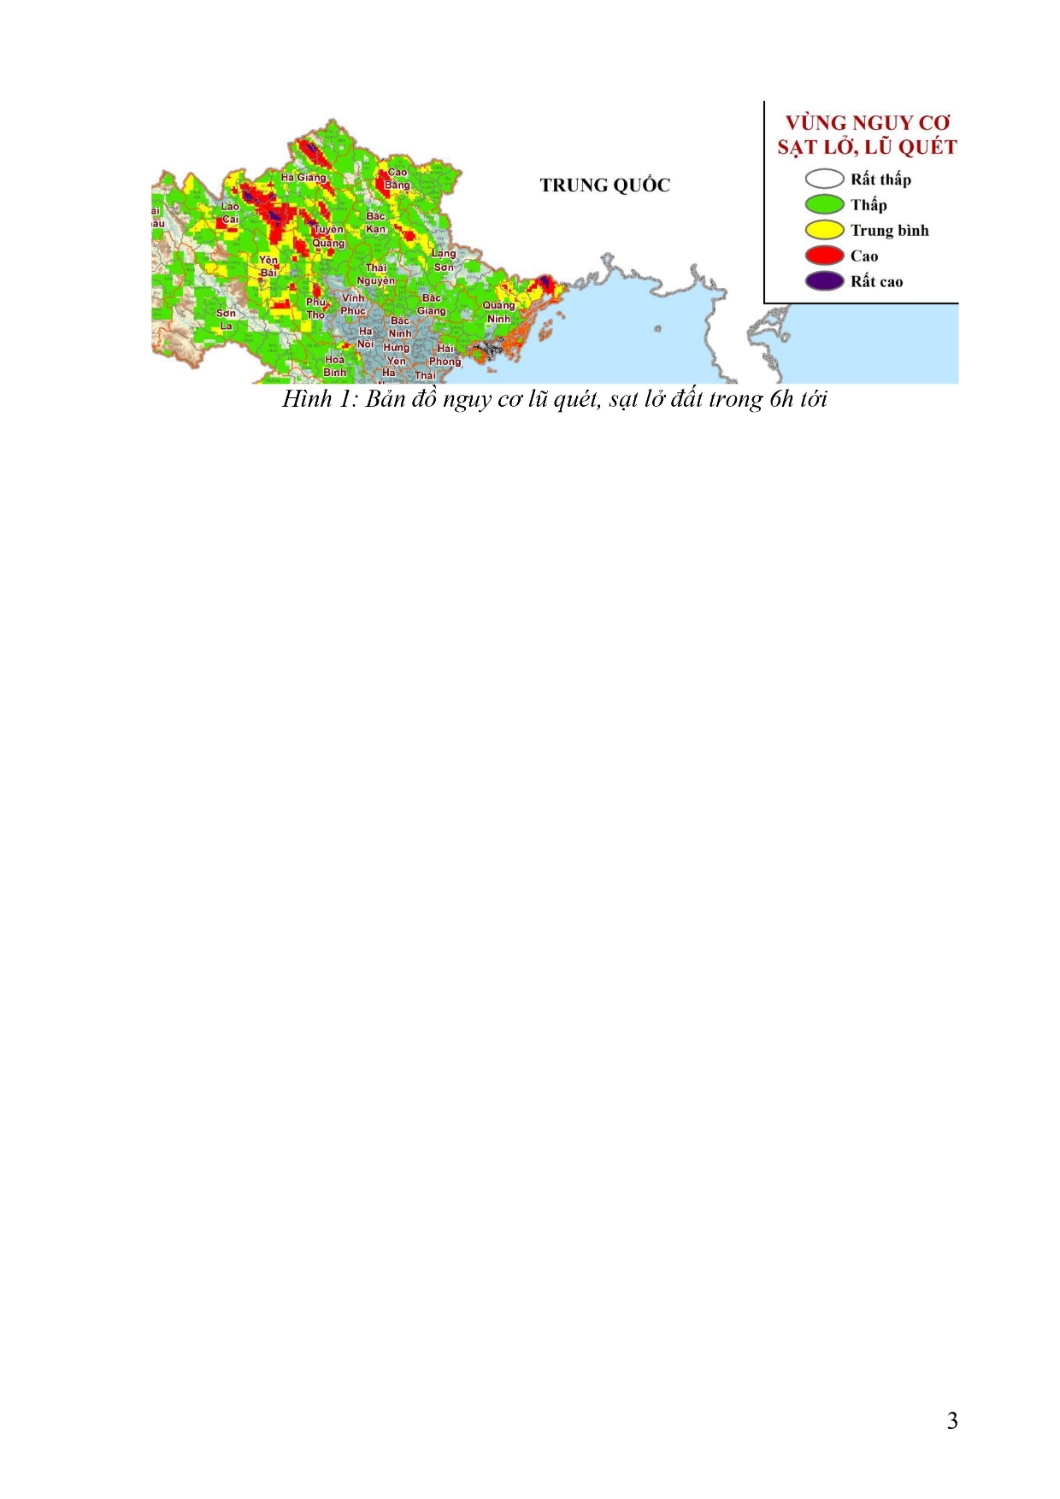 VÙNG NGUY CƠ
SẠT LỞ, LŨ QUÉT
Rất thấp
Thấp
Trung bình
Cao
Rất cao
TRUNG QUỐC
Hà Giang
Cao
Bằng
Lào
Cai
Bắc
Kạn
Tuyên
Quang
Lạng
Sơn
Yên
Bái
Thái
Nguyên
Phú
Thọ
Vĩnh
Phúc
Bắc
Giang
Quảng
Ninh
Sơn
La
Bắc
Ninh
Hà
Nội
Hưng
Yên
Hải
Phòng
Hoà
Bình
Hà
Thái
Hình 1: Bản đồ nguy cơ lũ quét, sạt lở đất trong 6h tới
3